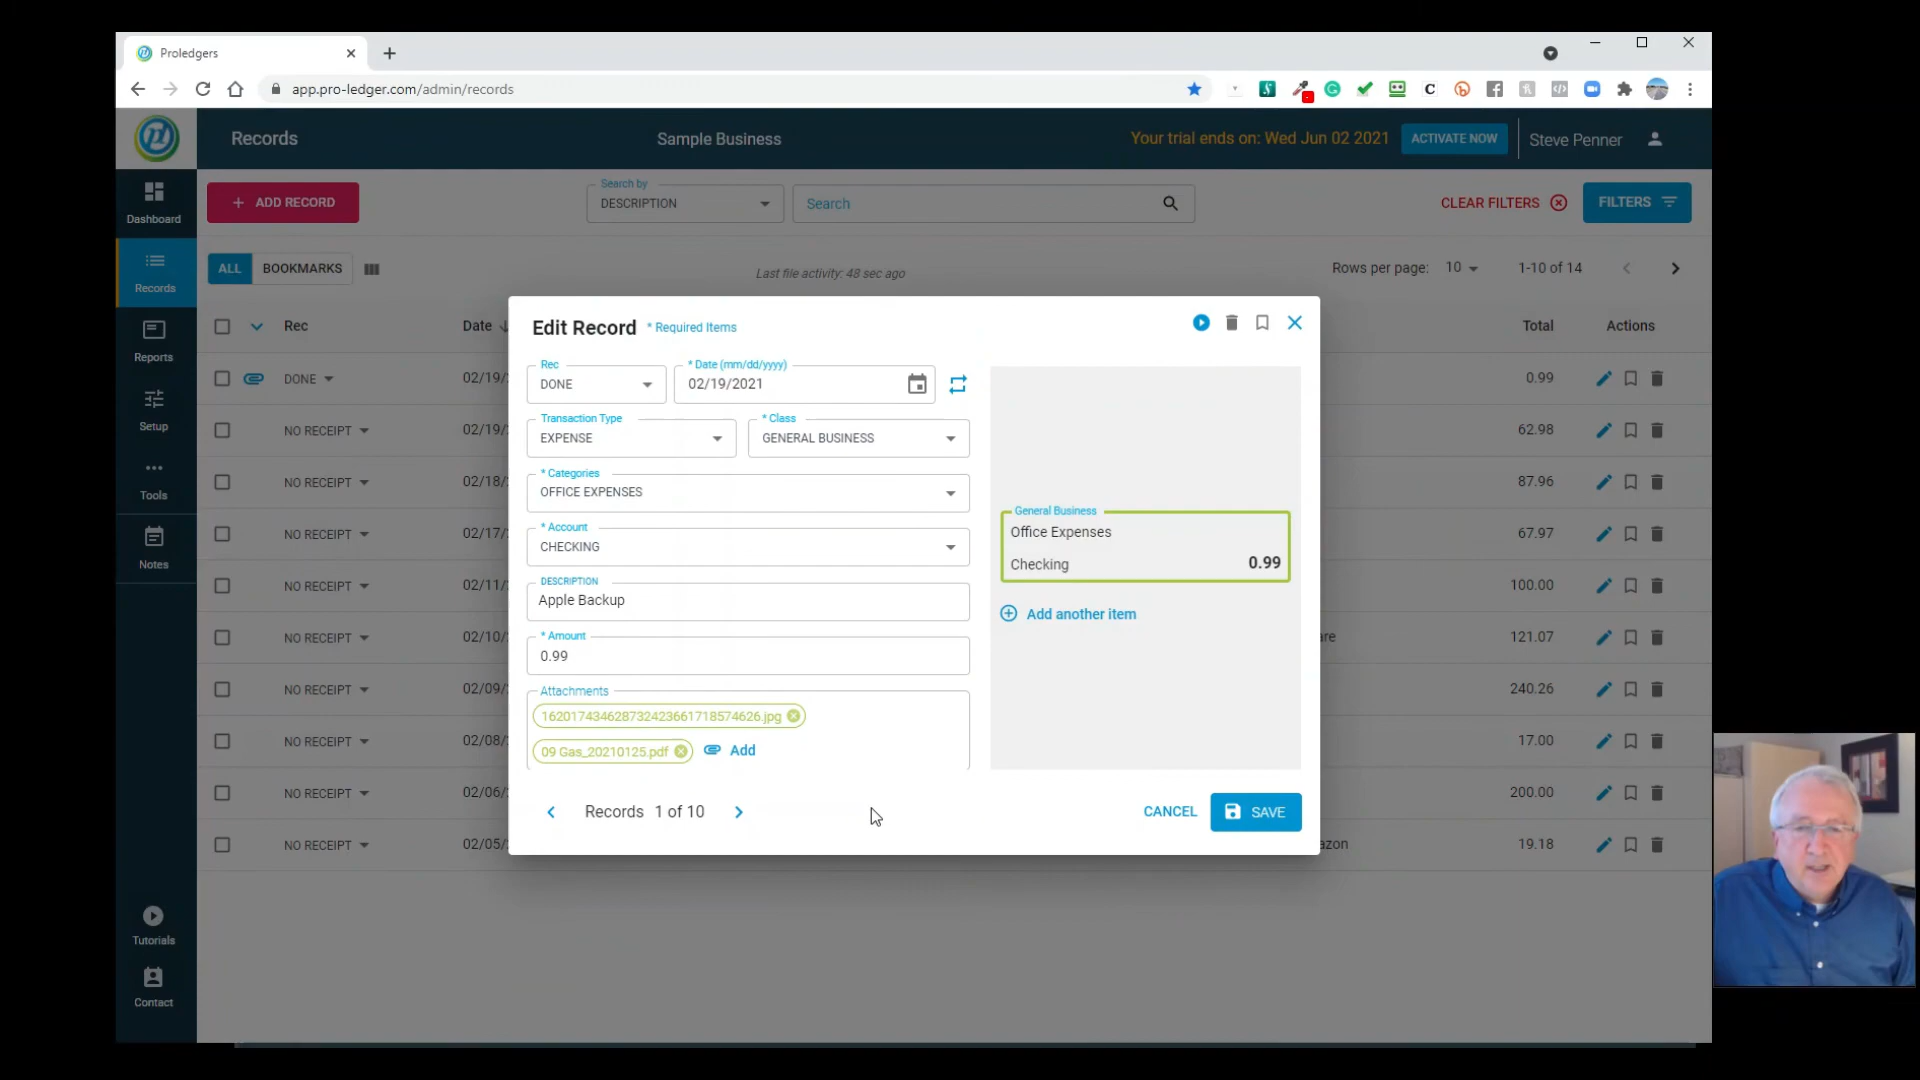 Proledgers
app.pro-ledger.com/admin/records
Records
Sample Business
Your trial ends on: Wed Jun 02 2021
ACTIVATE NOW
Steve Penner
Dashboard
Records
Reports
Setup
Tools
Notes
Tutorials
Contact
+ ADD RECORD
Search by
DESCRIPTION
Search
CLEAR FILTERS
FILTERS
ALL
BOOKMARKS
Last file activity: 48 sec ago
Rows per page: 10
1-10 of 14
Rec
Date
Total
Actions
DONE
02/19/
0.99
NO RECEIPT
02/19/
62.98
NO RECEIPT
02/18/
87.96
NO RECEIPT
02/17/
67.97
NO RECEIPT
02/11/
100.00
NO RECEIPT
02/10/
are
121.07
NO RECEIPT
02/09/
240.26
NO RECEIPT
02/08/
17.00
NO RECEIPT
02/06/
200.00
NO RECEIPT
02/05/
azon
19.18
Edit Record
* Required Items
Rec
DONE
* Date (mm/dd/yyyy)
02/19/2021
Transaction Type
EXPENSE
* Class
GENERAL BUSINESS
* Categories
OFFICE EXPENSES
* Account
CHECKING
DESCRIPTION
Apple Backup
* Amount
0.99
Attachments
1620174346287324236617185746​26.jpg
09 Gas_20210125.pdf
Add
General Business
Office Expenses
Checking
0.99
Add another item
Records 1 of 10
CANCEL
SAVE